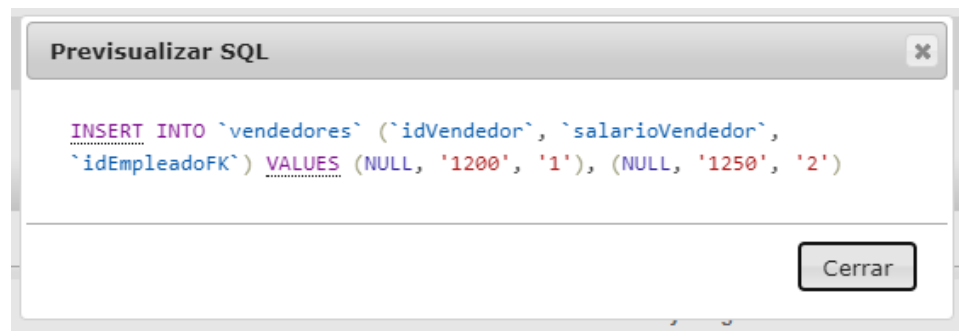 Previsualizar SQL
INSERT INTO `vendedores` (`idVendedor`, `salarioVendedor`,
`idEmpleadoFK`) VALUES (NULL, '1200', '1'), (NULL, '1250', '2')
Cerrar